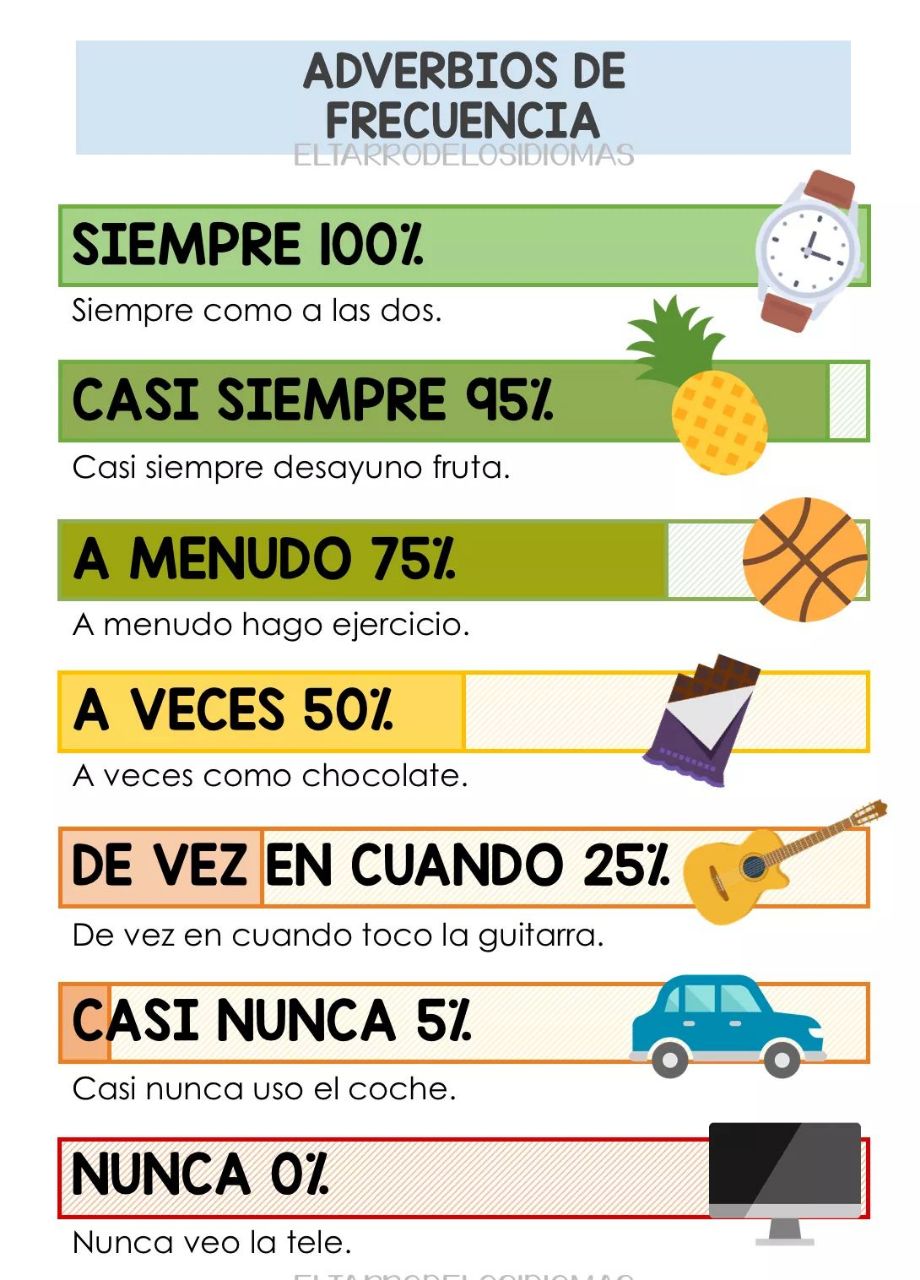 ADVERBIOS DE
FRECUENCIA
ELTARRODELOSIDIOMAS
SIEMPRE 100%
Siempre como a las dos.
CASI SIEMPRE 95%
Casi siempre desayuno fruta.
A MENUDO 75%
A menudo hago ejercicio.
A VECES 50%
A veces como chocolate.
DE VEZ EN CUANDO 25%
De vez en cuando toco la guitarra.
CASI NUNCA 5%
Casi nunca uso el coche.
NUNCA 0%
Nunca veo la tele.
ELTARRODELOSIDIOMAS